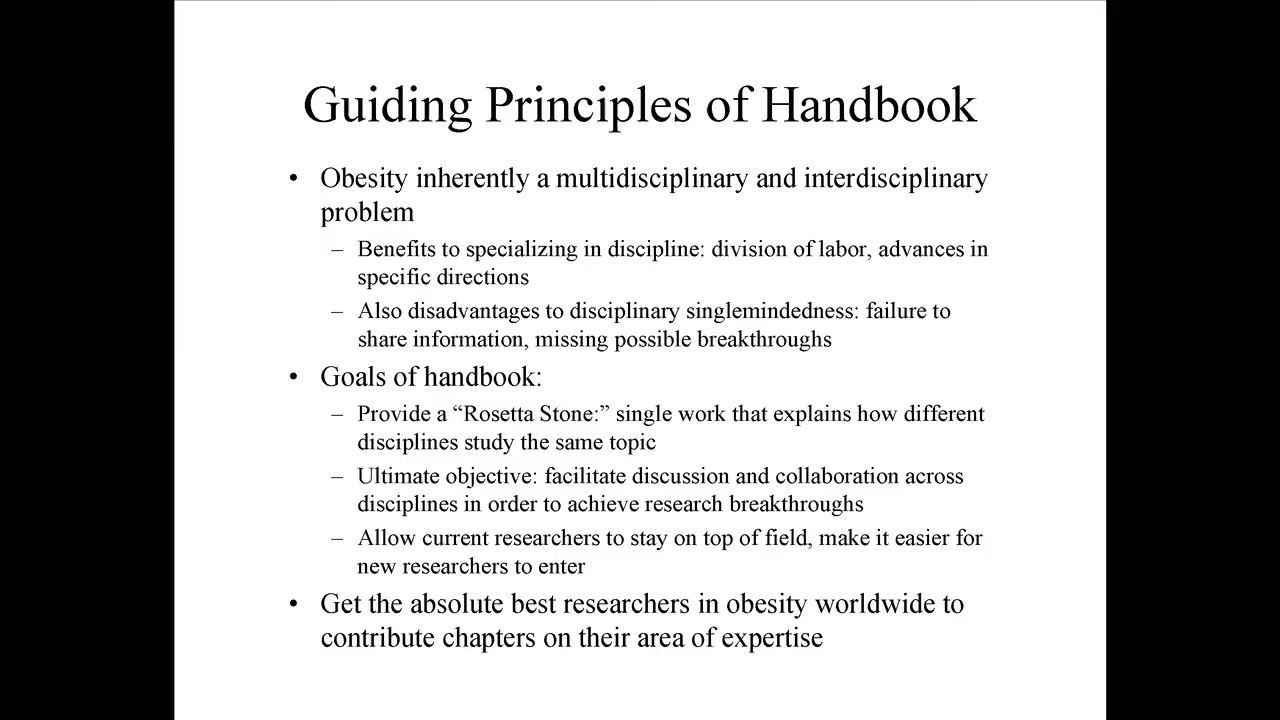 Guiding Principles of Handbook
• Obesity inherently a multidisciplinary and interdisciplinary
problem
– Benefits to specializing in discipline: division of labor, advances in
specific directions
– Also disadvantages to disciplinary singlemindedness: failure to
share information, missing possible breakthroughs
• Goals of handbook:
– Provide a “Rosetta Stone:” single work that explains how different
disciplines study the same topic
– Ultimate objective: facilitate discussion and collaboration across
disciplines in order to achieve research breakthroughs
– Allow current researchers to stay on top of field, make it easier for
new researchers to enter
• Get the absolute best researchers in obesity worldwide to
contribute chapters on their area of expertise